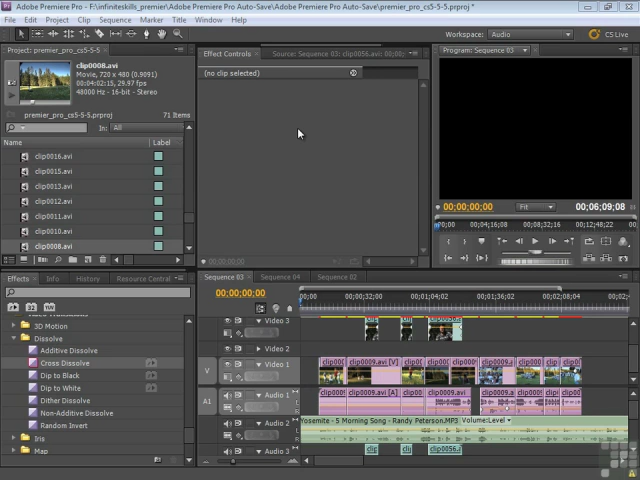 Adobe Premiere Pro - F:\infiniteskills_premier\Adobe Premiere Pro Auto-Save\Adobe Premiere Pro Auto-Save\premier_pro_cs5-5-5.prproj *
File Edit Project Clip Sequence Marker Title Window Help
Workspace: Audio
CS Live
Project: premier_pro_cs5-5-5
clip0008.avi
Movie, 720 x 480 (0.9091)
00:04:02:15, 29.97 fps
48000 Hz - 16-bit - Stereo
premier_pro_cs5-5-5.prproj
71 Items
In: All
Name Label
clip0016.avi
clip0015.avi
clip0013.avi
clip0012.avi
clip0011.avi
clip0010.avi
clip0008.avi
Effect Controls
Source: Sequence 03: clip0056.avi: 00;00
(no clip selected)
00:00:00:00
Program: Sequence 03
00:00:00:00
Fit
00;06;09;08
00;00 00;04;16;08 00;08;32;16 00;12;48;22
Effects Info History Resource Central
3D Motion
Dissolve
Additive Dissolve
Cross Dissolve
Dip to Black
Dip to White
Dither Dissolve
Non-Additive Dissolve
Random Invert
Iris
Map
Sequence 03 Sequence 04 Sequence 02
00:00:00:00
00;00 00;00;32;00 00;01;04;02 00;01;36;02 00;02;08;04
Video 3
Video 2
V Video 1
clip0009.avi [V]
A1 Audio 1
clip0009.avi [A]
Audio 2
Yosemite - 5 Morning Song - Randy Peterson.MP3 Volume:Level
Audio 3
clip0056.a